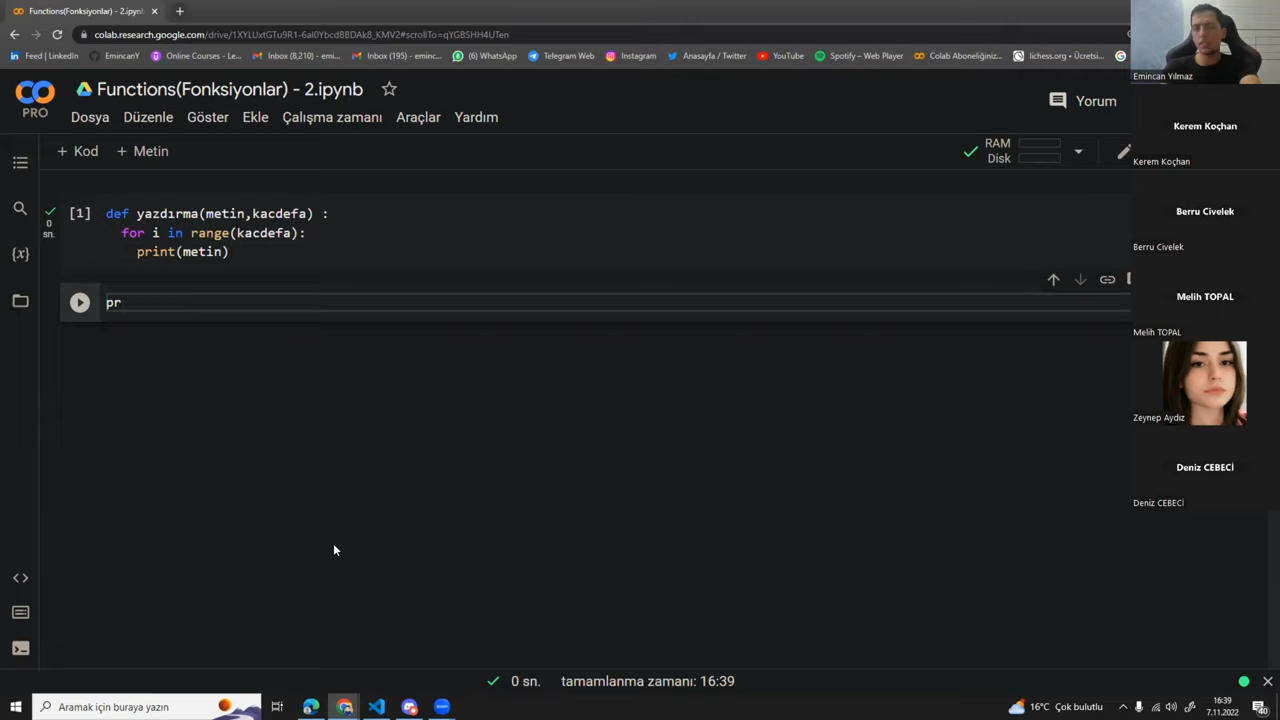 Functions(Fonksiyonlar) - 2.ipynb
colab.research.google.com/drive/1XYLUxtGTu9R1-6al0Ybcd8BDAk8_KMV2#scrollTo=qYG8SHH4UTen
Feed | LinkedIn
EmincanY
Online Courses - Le...
Inbox (8,210) - emi...
Inbox (195) - eminc...
(6) WhatsApp
Telegram Web
Instagram
Anasayfa / Twitter
YouTube
Spotify – Web Player
Colab Aboneliğiniz...
lichess.org • Ücretsi...
Emincan Yılmaz
PRO
Functions(Fonksiyonlar) - 2.ipynb
Yorum
Dosya Düzenle Göster Ekle Çalışma zamanı Araçlar Yardım
+ Kod + Metin
RAM
Disk
Kerem Koçhan
Kerem Koçhan
[1] def yazdırma(metin,kacdefa) :
for i in range(kacdefa):
print(metin)
0
sn.
Berru Civelek
Berru Civelek
pr
Melih TOPAL
Melih TOPAL
Zeynep Aydız
Deniz CEBECİ
Deniz CEBECİ
0 sn. tamamlanma zamanı: 16:39
Aramak için buraya yazın
16°C Çok bulutlu
16:39
7.11.2022
40